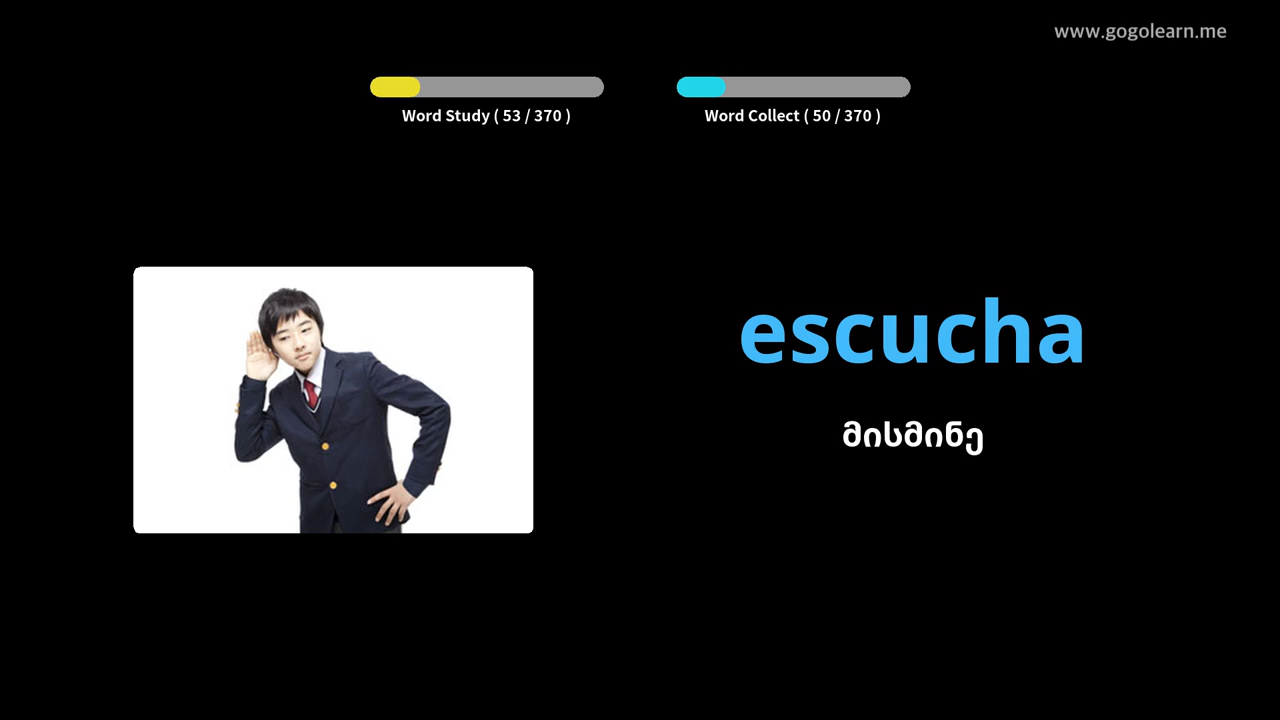 www.gogolearn.me
Word Study ( 53 / 370 )
Word Collect ( 50 / 370 )
escucha
მისმინე